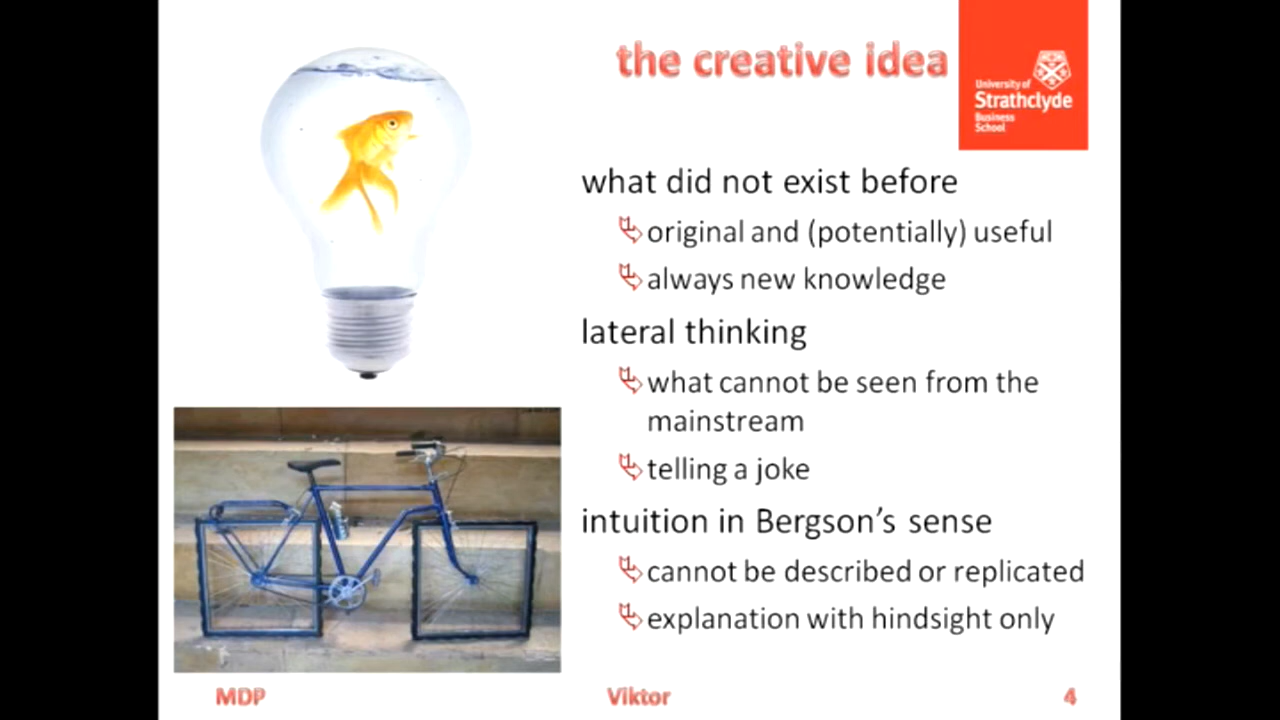 the creative idea
University of
Strathclyde
Business
School
what did not exist before
original and (potentially) useful
always new knowledge
lateral thinking
what cannot be seen from the
mainstream
telling a joke
intuition in Bergson’s sense
cannot be described or replicated
explanation with hindsight only
MDP
Viktor
4